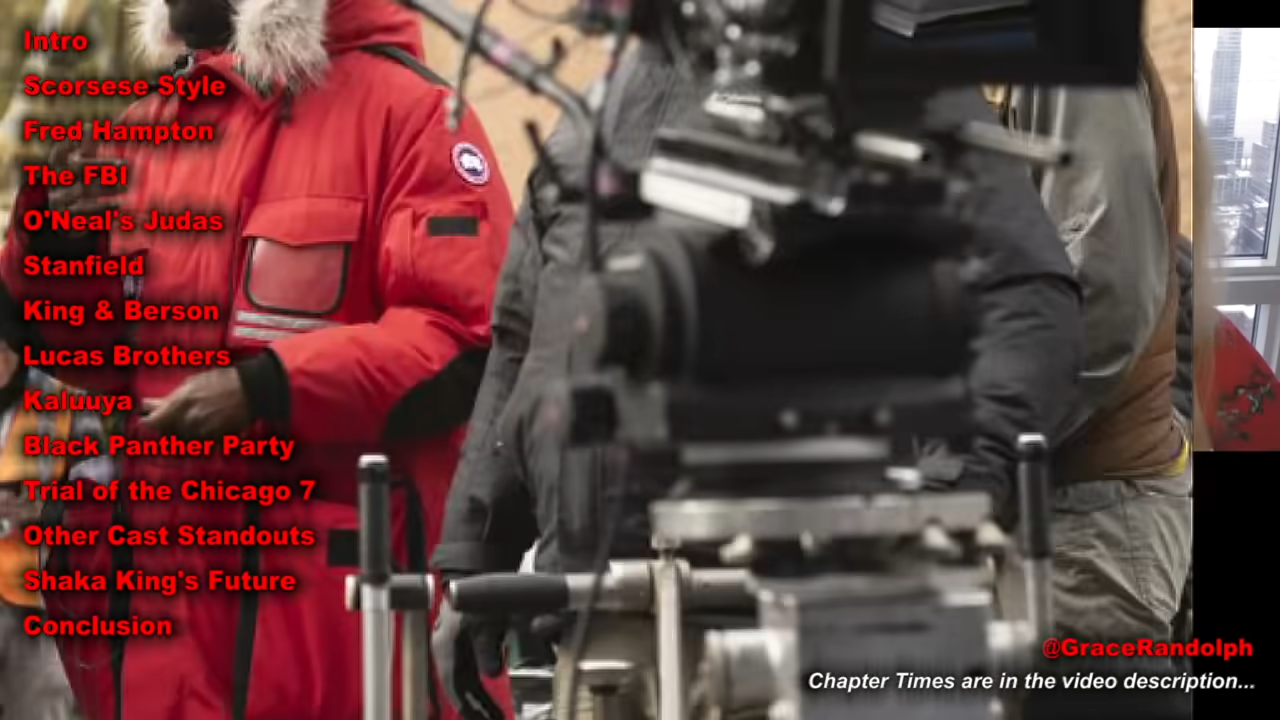 Intro
Scorsese Style
Fred Hampton
The FBI
O'Neal's Judas
Stanfield
King & Berson
Lucas Brothers
Kaluuya
Black Panther Party
Trial of the Chicago 7
Other Cast Standouts
Shaka King's Future
Conclusion
@GraceRandolph
Chapter Times are in the video description...